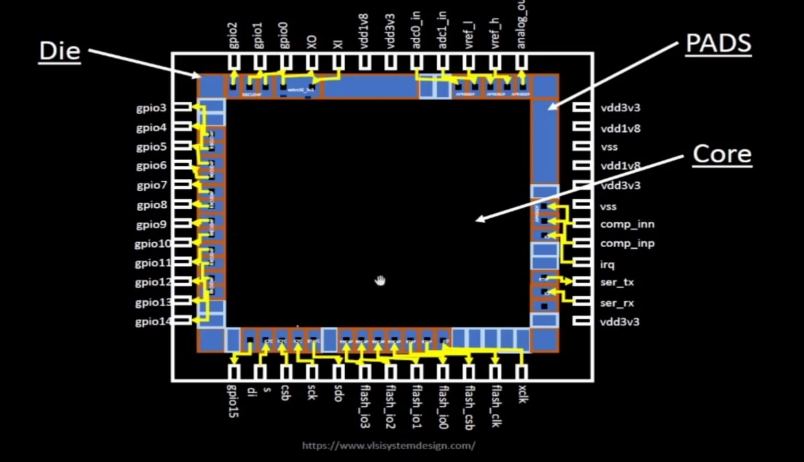 gpio2
gpio1
gpio0
XO
XI
vdd1v8
vdd3v3
adc0_in
adc1_in
vref_l
vref_h
Die
PADS
Core
gpio3
gpio4
gpio5
gpio6
gpio7
gpio8
gpio9
gpio10
gpio11
gpio12
gpio13
gpio14
vdd3v3
vdd1v8
vss
vdd1v8
vdd3v3
vss
comp_inn
comp_inp
irq
ser_tx
ser_rx
vdd3v3
gpio15
di
s
csb
sck
sdo
flash_io3
flash_io2
flash_io1
flash_io0
flash_csb
flash_clk
xclk
https://www.vlsisystemdesign.com/